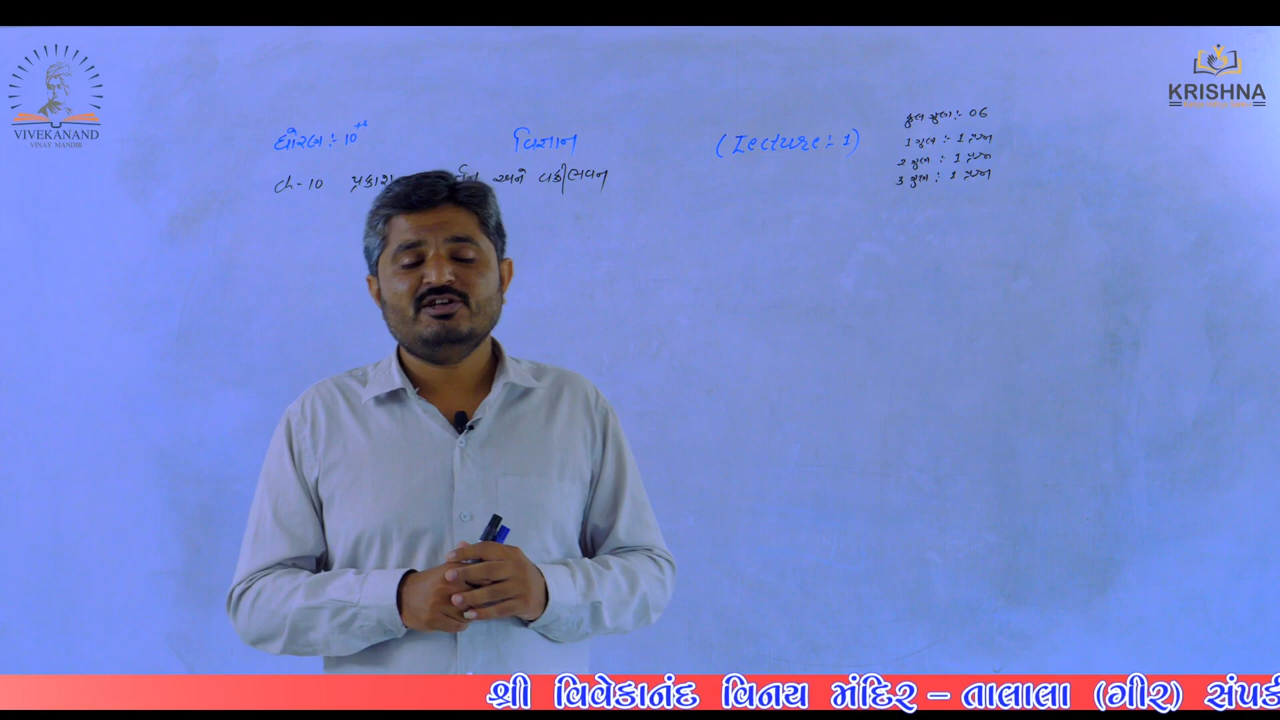 VIVEKANAND
VINAY MANDIR
KRISHNA
ધોરણ :- 10th વિજ્ઞાન (Lecture :- 1)
ch - 10 પ્રકાશ અને વક્રીભવન
કુલ ગુણ :- 06
1 ગુણ : 1 પ્રશ્ન
2 ગુણ : 1 પ્રશ્ન
3 ગુણ : 1 પ્રશ્ન
શ્રી વિવેકાનંદ વિનય મંદિર – તાલાલા (ગીર) સંપર્ક